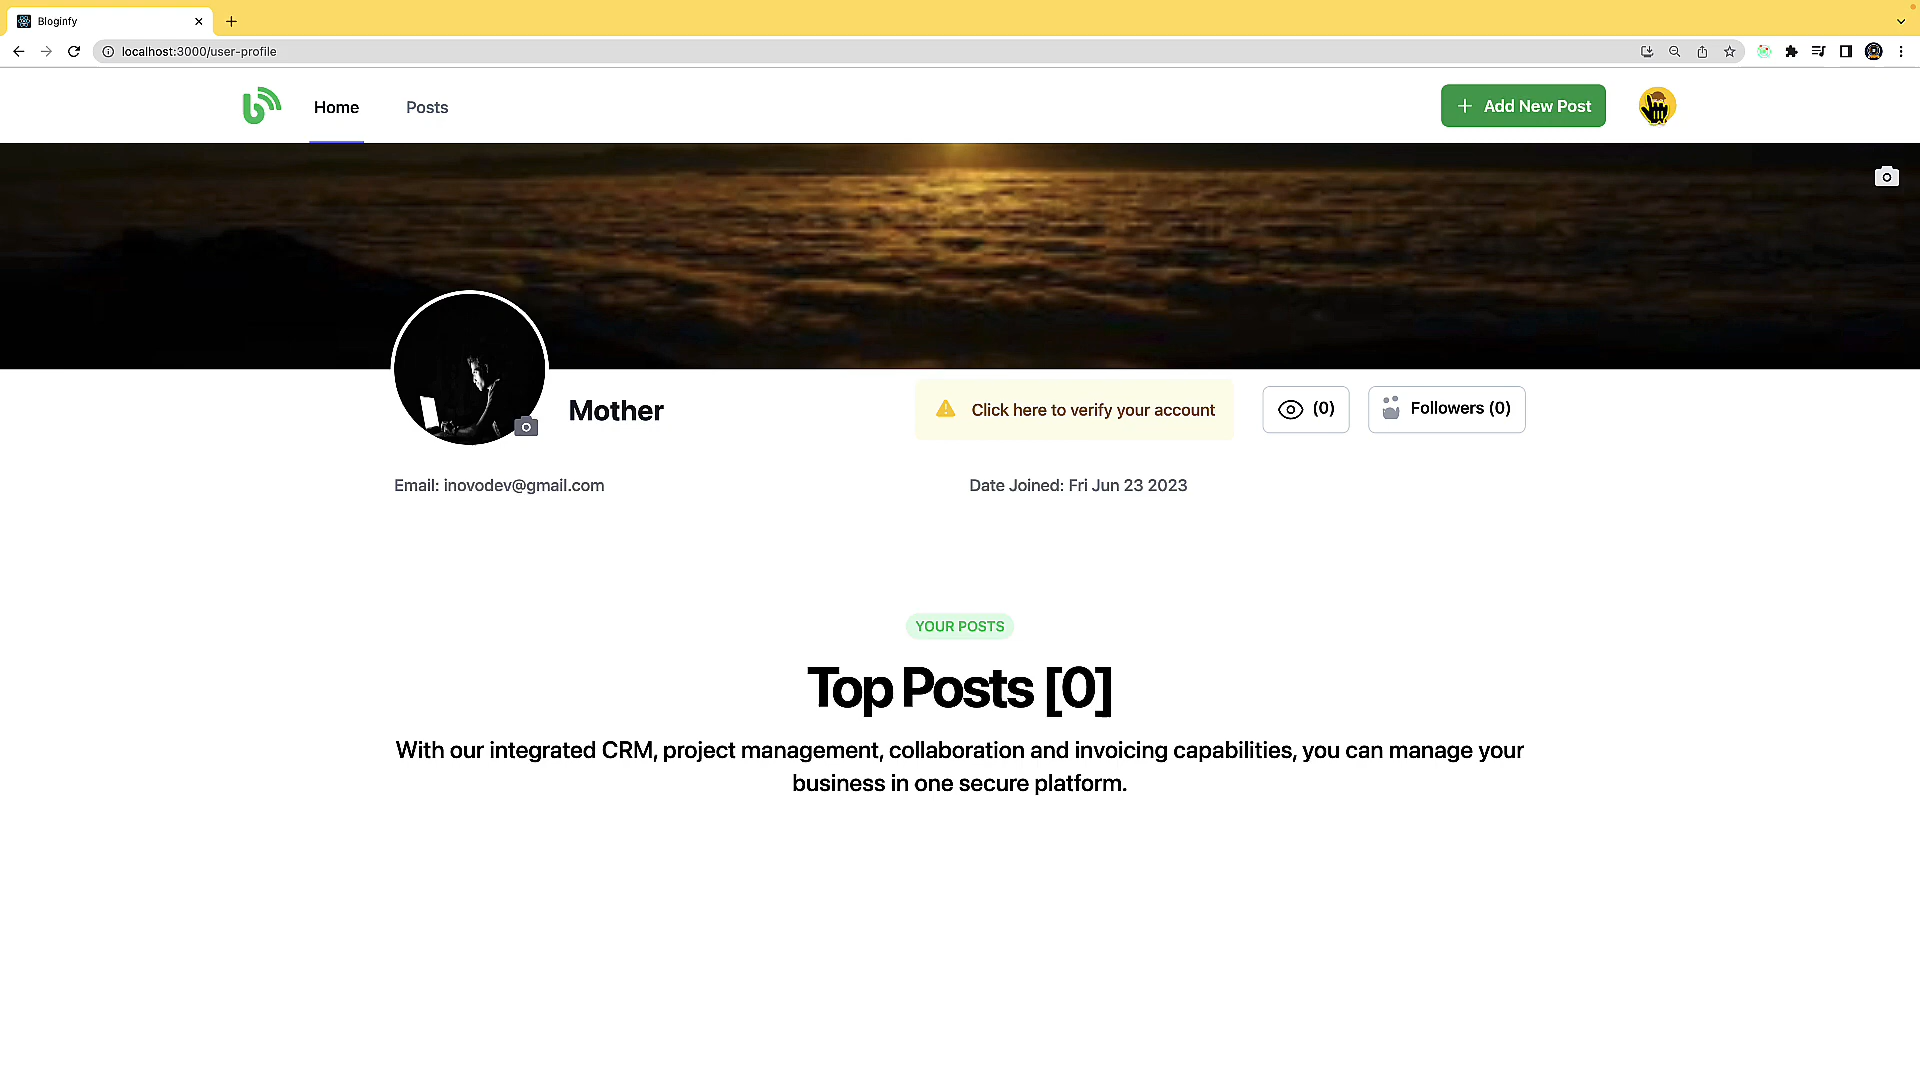 Bloginfy
localhost:3000/user-profile
Home
Posts
Add New Post
Mother
Click here to verify your account
(0)
Followers (0)
Email: inovodev@gmail.com
Date Joined: Fri Jun 23 2023
YOUR POSTS
Top Posts [0]
With our integrated CRM, project management, collaboration and invoicing capabilities, you can manage your
business in one secure platform.